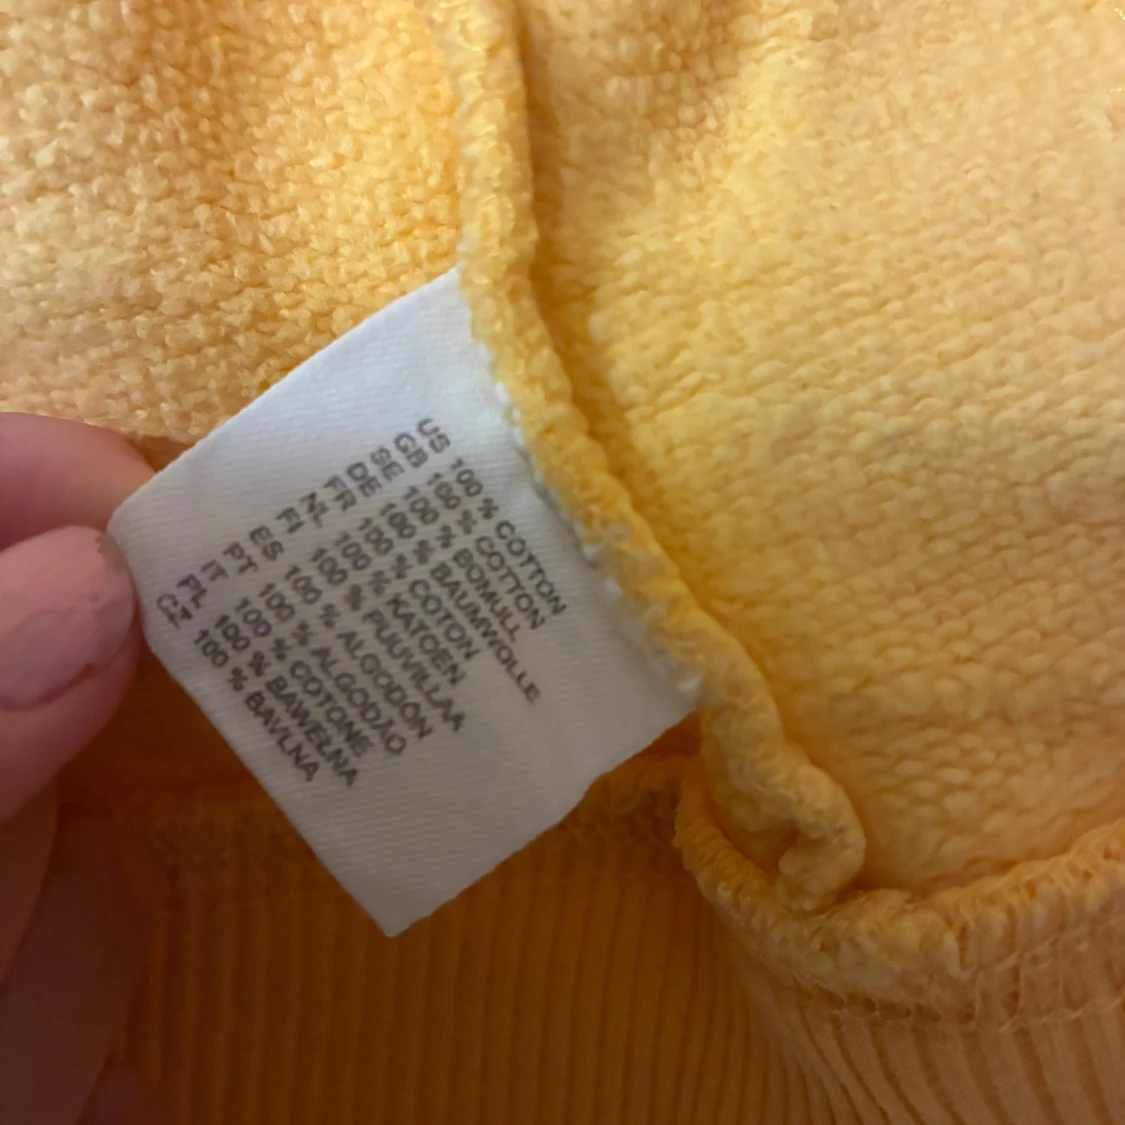 US 100 % COTTON
GB 100 % COTTON
SE 100 % BOMULL
DE 100 % BAUMWOLLE
FR 100 % COTON
NL 100 % KATOEN
FI 100 % PUUVILLAA
ES 100 % ALGODÓN
PT 100 % ALGODÃO
IT 100 % COTONE
PL 100 % BAWEŁNA
CZ 100 % BAVLNA